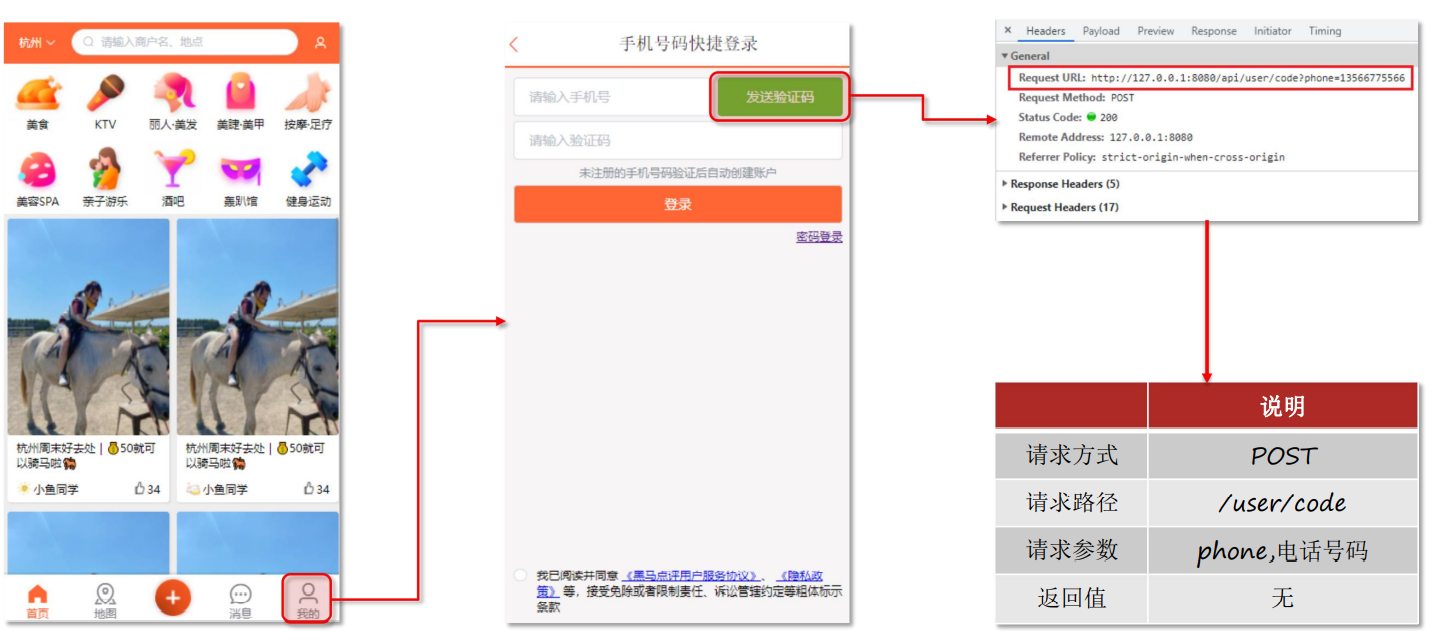 杭州
请输入商户名、地点
美食 KTV 丽人·美发 美睫·美甲 按摩·足疗
美容SPA 亲子游乐 酒吧 轰趴馆 健身运动
杭州周末好去处 | 💰50就可
以骑马啦🐎
小鱼同学 34
杭州周末好去处 | 💰50就可
以骑马啦🐎
小鱼同学 34
首页 地图 消息 我的
手机号码快捷登录
请输入手机号 发送验证码
请输入验证码
未注册的手机号码验证后自动创建账户
登录
密码登录
我已阅读并同意 《黑马点评用户服务协议》、 《隐私政
策》 等，接受免除或者限制责任、诉讼管辖约定等粗体标示
条款
× Headers Payload Preview Response Initiator Timing
General
Request URL: http://127.0.0.1:8080/api/user/code?phone=13566775566
Request Method: POST
Status Code: 200
Remote Address: 127.0.0.1:8080
Referrer Policy: strict-origin-when-cross-origin
Response Headers (5)
Request Headers (17)
说明
请求方式 POST
请求路径 /user/code
请求参数 phone,电话号码
返回值 无